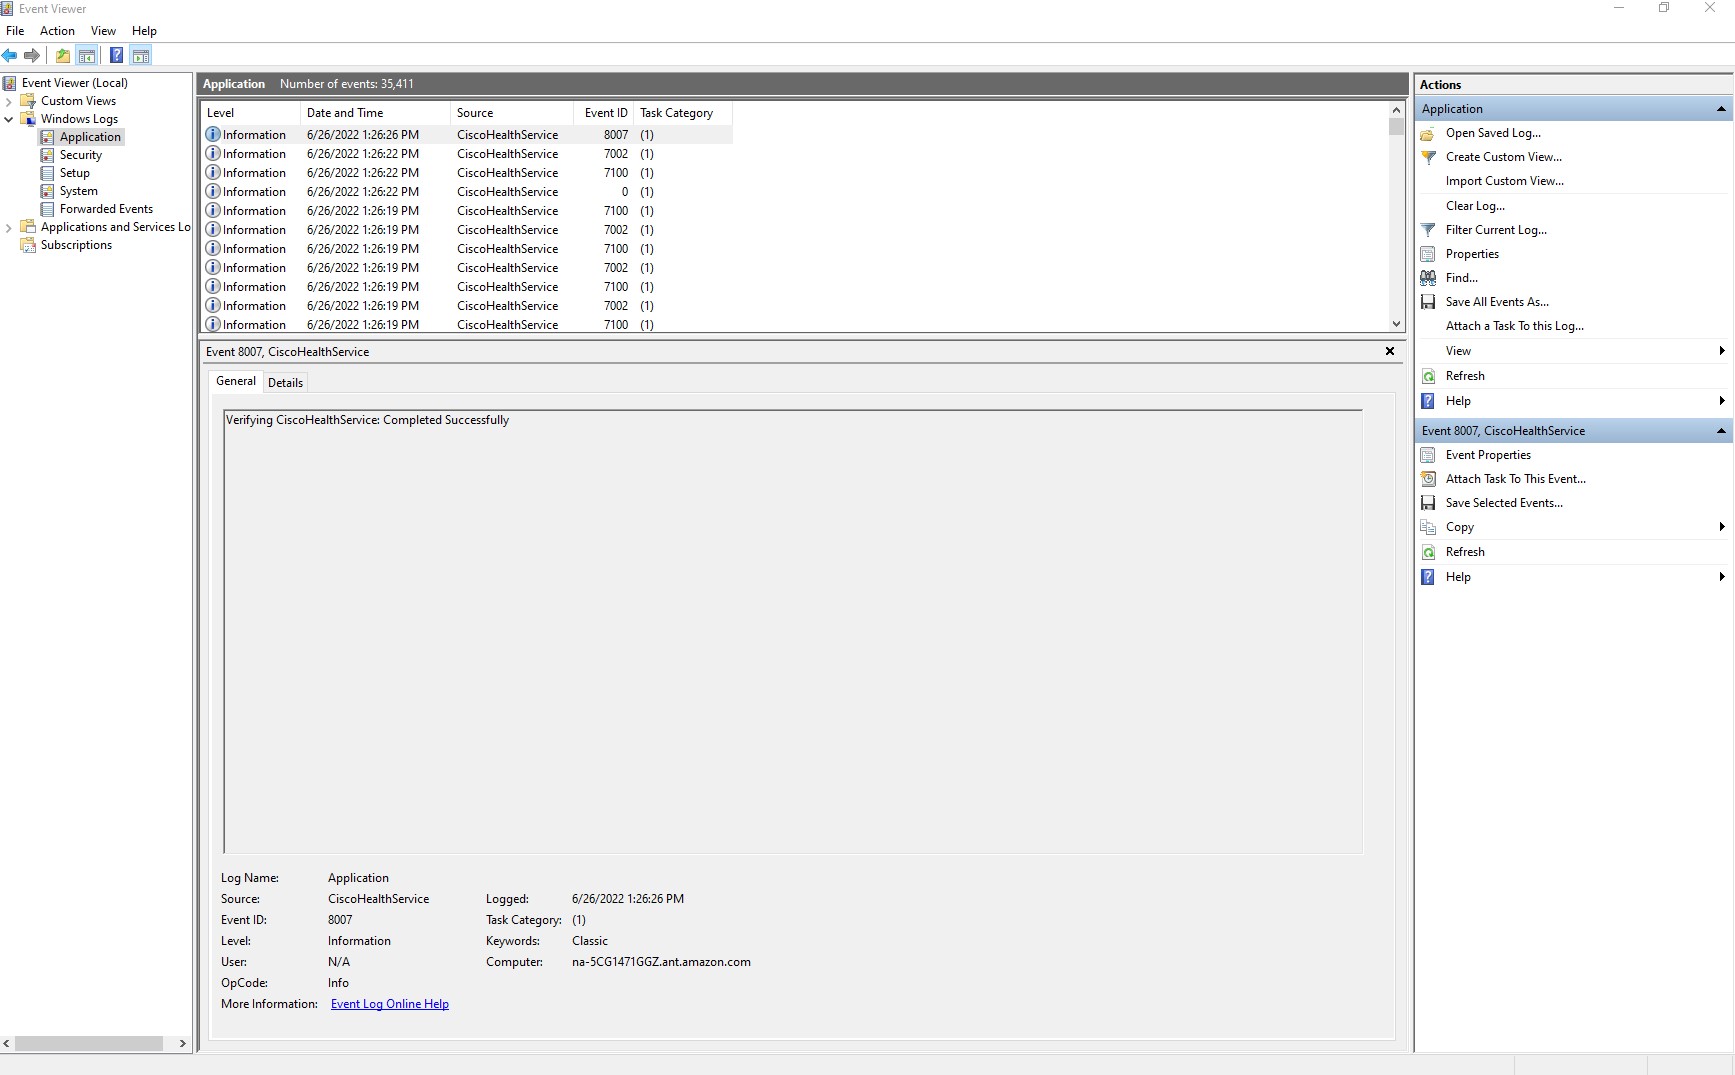 Event Viewer
File Action View Help
Event Viewer (Local)
Custom Views
Windows Logs
Application
Security
Setup
System
Forwarded Events
Applications and Services Lo
Subscriptions
Application Number of events: 35,411
Level Date and Time Source Event ID Task Category
Information 6/26/2022 1:26:26 PM CiscoHealthService 8007 (1)
Information 6/26/2022 1:26:22 PM CiscoHealthService 7002 (1)
Information 6/26/2022 1:26:22 PM CiscoHealthService 7100 (1)
Information 6/26/2022 1:26:22 PM CiscoHealthService 0 (1)
Information 6/26/2022 1:26:19 PM CiscoHealthService 7100 (1)
Information 6/26/2022 1:26:19 PM CiscoHealthService 7002 (1)
Information 6/26/2022 1:26:19 PM CiscoHealthService 7100 (1)
Information 6/26/2022 1:26:19 PM CiscoHealthService 7002 (1)
Information 6/26/2022 1:26:19 PM CiscoHealthService 7100 (1)
Information 6/26/2022 1:26:19 PM CiscoHealthService 7002 (1)
Information 6/26/2022 1:26:19 PM CiscoHealthService 7100 (1)
Event 8007, CiscoHealthService
General Details
Verifying CiscoHealthService: Completed Successfully
Log Name: Application
Source: CiscoHealthService Logged: 6/26/2022 1:26:26 PM
Event ID: 8007 Task Category: (1)
Level: Information Keywords: Classic
User: N/A Computer: na-5CG1471GGZ.ant.amazon.com
OpCode: Info
More Information: Event Log Online Help
Actions
Application
Open Saved Log...
Create Custom View...
Import Custom View...
Clear Log...
Filter Current Log...
Properties
Find...
Save All Events As...
Attach a Task To this Log...
View
Refresh
Help
Event 8007, CiscoHealthService
Event Properties
Attach Task To This Event...
Save Selected Events...
Copy
Refresh
Help